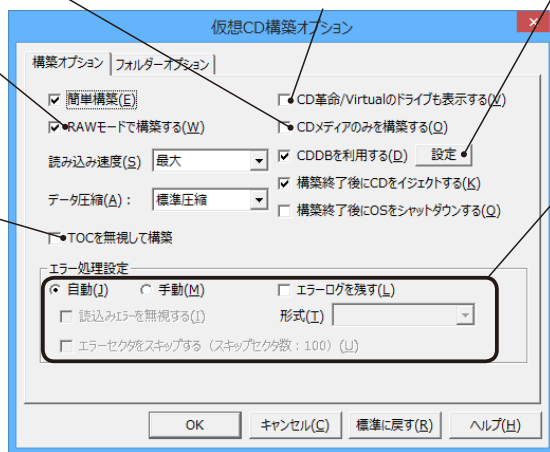 仮想CD構築オプション
構築オプション フォルダーオプション
簡単構築(E)
CD革命/Virtualのドライブも表示する(V)
RAWモードで構築する(W)
CDメディアのみを構築する(O)
読み込み速度(S) 最大
CDDBを利用する(D) 設定
構築終了後にCDをイジェクトする(K)
データ圧縮(A): 標準圧縮
構築終了後にOSをシャットダウンする(Q)
TOCを無視して構築
エラー処理設定
自動(J) 手動(M) エラーログを残す(L)
読込みエラーを無視する(I) 形式(T)
エラーセクタをスキップする(スキップセクタ数:100)(U)
OK キャンセル(C) 標準に戻す(R) ヘルプ(H)